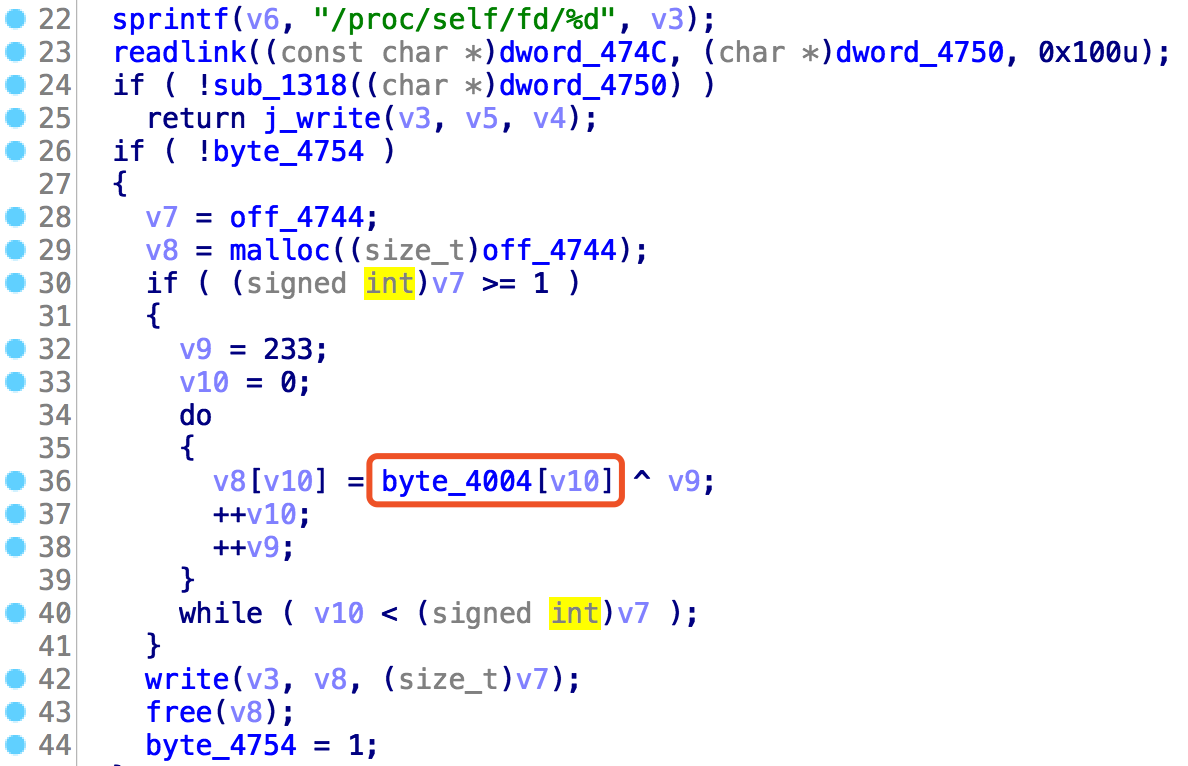 22 sprintf(v6, "/proc/self/fd/%d", v3);
23 readlink((const char *)dword_474C, (char *)dword_4750, 0x100u);
24 if ( !sub_1318((char *)dword_4750) )
25 return j_write(v3, v5, v4);
26 if ( !byte_4754 )
27 {
28 v7 = off_4744;
29 v8 = malloc((size_t)off_4744);
30 if ( (signed int)v7 >= 1 )
31 {
32 v9 = 233;
33 v10 = 0;
34 do
35 {
36 v8[v10] = byte_4004[v10] ^ v9;
37 ++v10;
38 ++v9;
39 }
40 while ( v10 < (signed int)v7 );
41 }
42 write(v3, v8, (size_t)v7);
43 free(v8);
44 byte_4754 = 1;